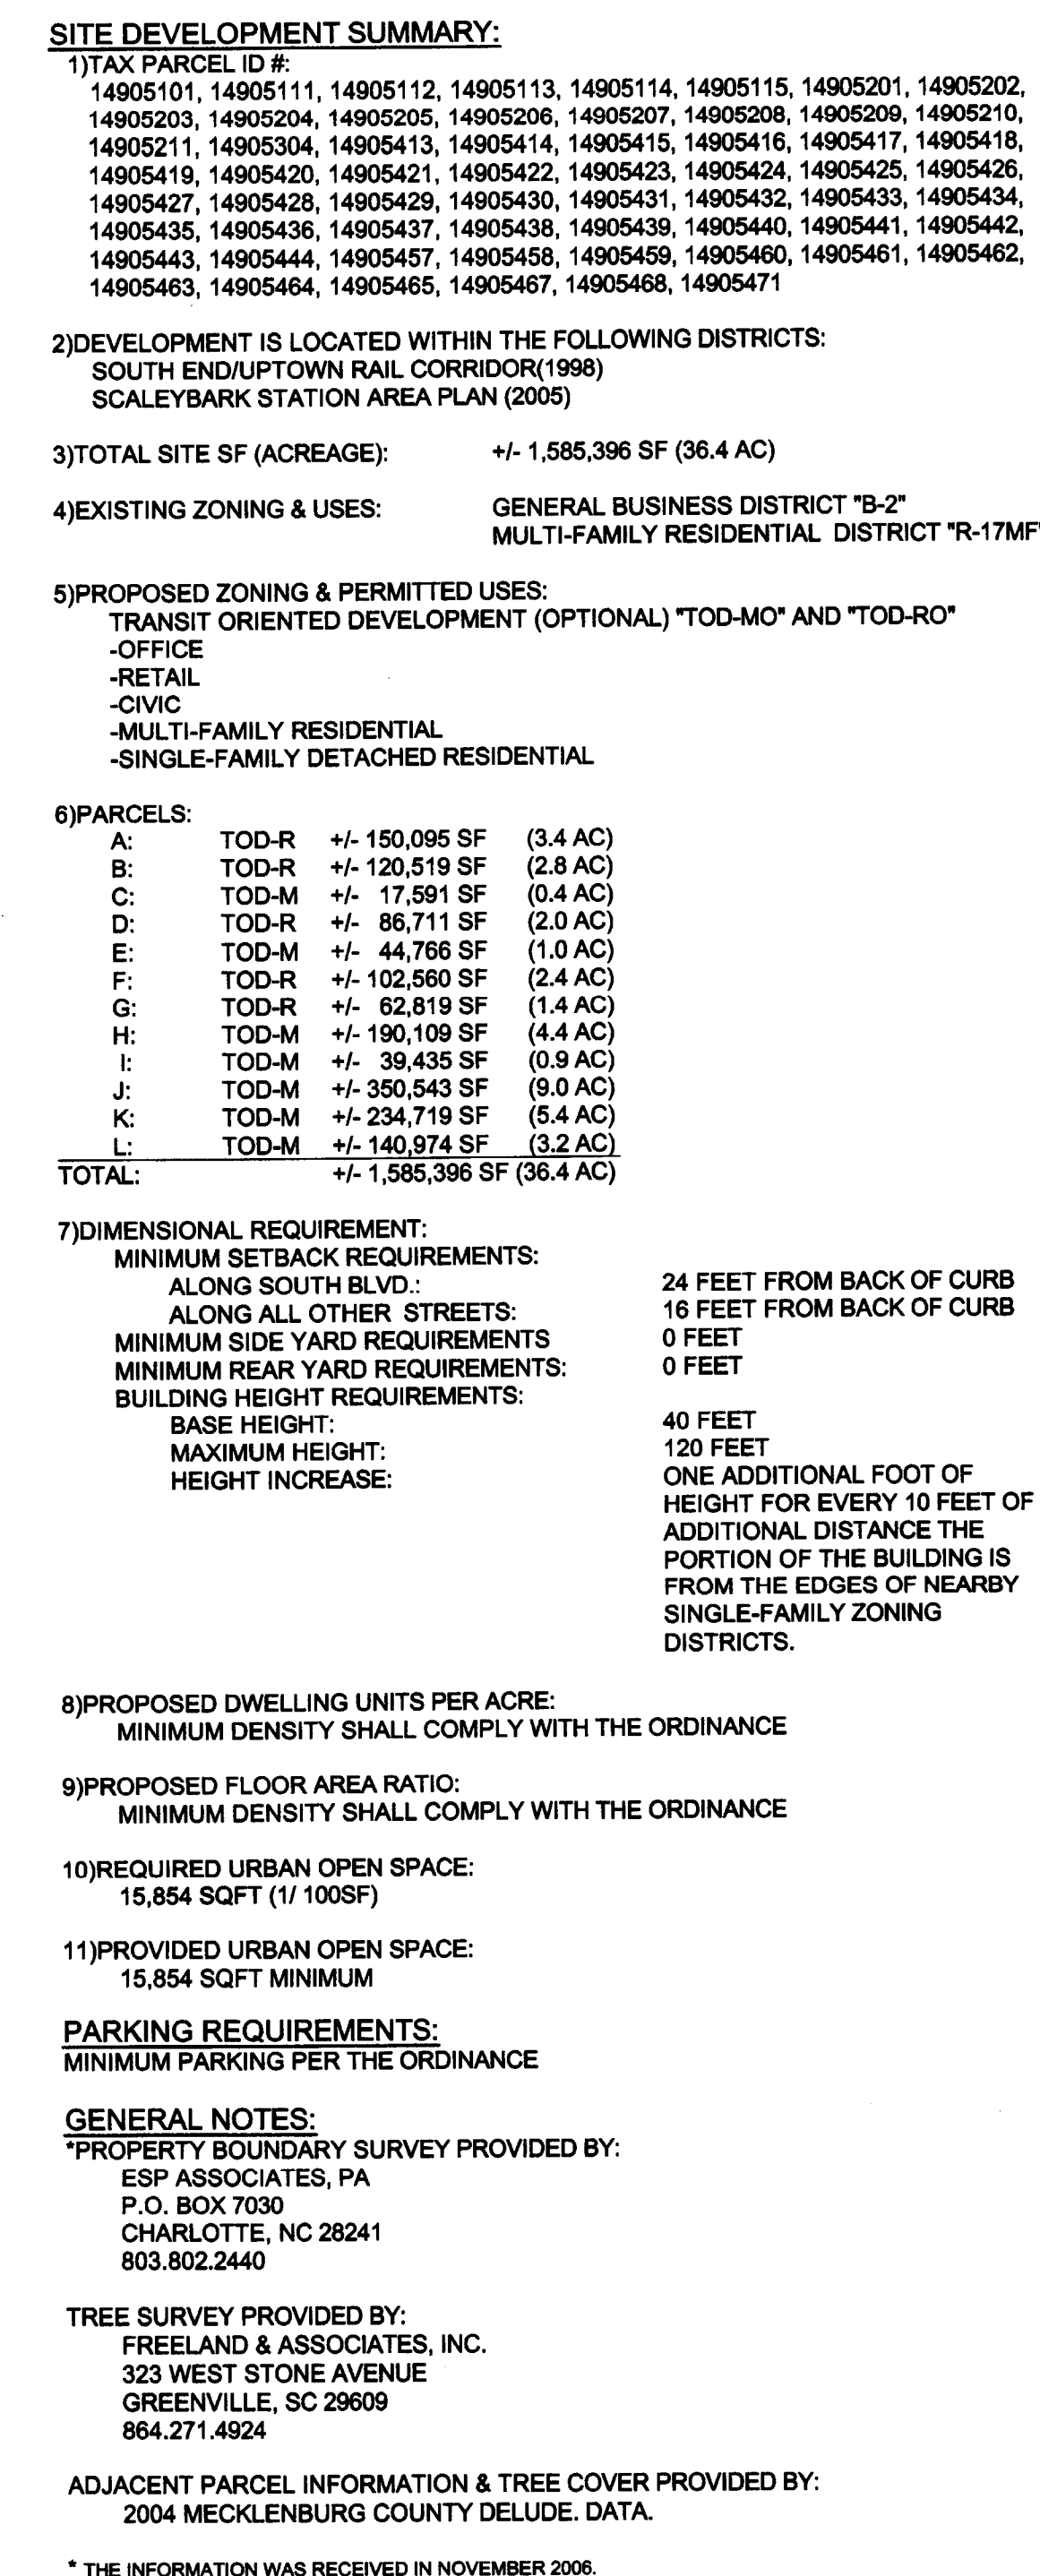 SITE DEVELOPMENT SUMMARY:
1)TAX PARCEL ID #:
14905101, 14905111, 14905112, 14905113, 14905114, 14905115, 14905201, 14905202,
14905203, 14905204, 14905205, 14905206, 14905207, 14905208, 14905209, 14905210,
14905211, 14905304, 14905413, 14905414, 14905415, 14905416, 14905417, 14905418,
14905419, 14905420, 14905421, 14905422, 14905423, 14905424, 14905425, 14905426,
14905427, 14905428, 14905429, 14905430, 14905431, 14905432, 14905433, 14905434,
14905435, 14905436, 14905437, 14905438, 14905439, 14905440, 14905441, 14905442,
14905443, 14905444, 14905457, 14905458, 14905459, 14905460, 14905461, 14905462,
14905463, 14905464, 14905465, 14905467, 14905468, 14905471
2)DEVELOPMENT IS LOCATED WITHIN THE FOLLOWING DISTRICTS:
SOUTH END/UPTOWN RAIL CORRIDOR(1998)
SCALEYBARK STATION AREA PLAN (2005)
3)TOTAL SITE SF (ACREAGE): +/- 1,585,396 SF (36.4 AC)
4)EXISTING ZONING & USES: GENERAL BUSINESS DISTRICT "B-2"
MULTI-FAMILY RESIDENTIAL DISTRICT "R-17MF"
5)PROPOSED ZONING & PERMITTED USES:
TRANSIT ORIENTED DEVELOPMENT (OPTIONAL) "TOD-MO" AND "TOD-RO"
-OFFICE
-RETAIL
-CIVIC
-MULTI-FAMILY RESIDENTIAL
-SINGLE-FAMILY DETACHED RESIDENTIAL
6)PARCELS:
A: TOD-R +/- 150,095 SF (3.4 AC)
B: TOD-R +/- 120,519 SF (2.8 AC)
C: TOD-M +/- 17,591 SF (0.4 AC)
D: TOD-R +/- 86,711 SF (2.0 AC)
E: TOD-M +/- 44,766 SF (1.0 AC)
F: TOD-R +/- 102,560 SF (2.4 AC)
G: TOD-R +/- 62,819 SF (1.4 AC)
H: TOD-M +/- 190,109 SF (4.4 AC)
I: TOD-M +/- 39,435 SF (0.9 AC)
J: TOD-M +/- 350,543 SF (9.0 AC)
K: TOD-M +/- 234,719 SF (5.4 AC)
L: TOD-M +/- 140,974 SF (3.2 AC)
TOTAL: +/- 1,585,396 SF (36.4 AC)
7)DIMENSIONAL REQUIREMENT:
MINIMUM SETBACK REQUIREMENTS:
ALONG SOUTH BLVD.: 24 FEET FROM BACK OF CURB
ALONG ALL OTHER STREETS: 16 FEET FROM BACK OF CURB
MINIMUM SIDE YARD REQUIREMENTS 0 FEET
MINIMUM REAR YARD REQUIREMENTS: 0 FEET
BUILDING HEIGHT REQUIREMENTS:
BASE HEIGHT: 40 FEET
MAXIMUM HEIGHT: 120 FEET
HEIGHT INCREASE: ONE ADDITIONAL FOOT OF
HEIGHT FOR EVERY 10 FEET OF
ADDITIONAL DISTANCE THE
PORTION OF THE BUILDING IS
FROM THE EDGES OF NEARBY
SINGLE-FAMILY ZONING
DISTRICTS.
8)PROPOSED DWELLING UNITS PER ACRE:
MINIMUM DENSITY SHALL COMPLY WITH THE ORDINANCE
9)PROPOSED FLOOR AREA RATIO:
MINIMUM DENSITY SHALL COMPLY WITH THE ORDINANCE
10)REQUIRED URBAN OPEN SPACE:
15,854 SQFT (1/ 100SF)
11)PROVIDED URBAN OPEN SPACE:
15,854 SQFT MINIMUM
PARKING REQUIREMENTS:
MINIMUM PARKING PER THE ORDINANCE
GENERAL NOTES:
*PROPERTY BOUNDARY SURVEY PROVIDED BY:
ESP ASSOCIATES, PA
P.O. BOX 7030
CHARLOTTE, NC 28241
803.802.2440
TREE SURVEY PROVIDED BY:
FREELAND & ASSOCIATES, INC.
323 WEST STONE AVENUE
GREENVILLE, SC 29609
864.271.4924
ADJACENT PARCEL INFORMATION & TREE COVER PROVIDED BY:
2004 MECKLENBURG COUNTY DELUDE. DATA.
* THE INFORMATION WAS RECEIVED IN NOVEMBER 2006.